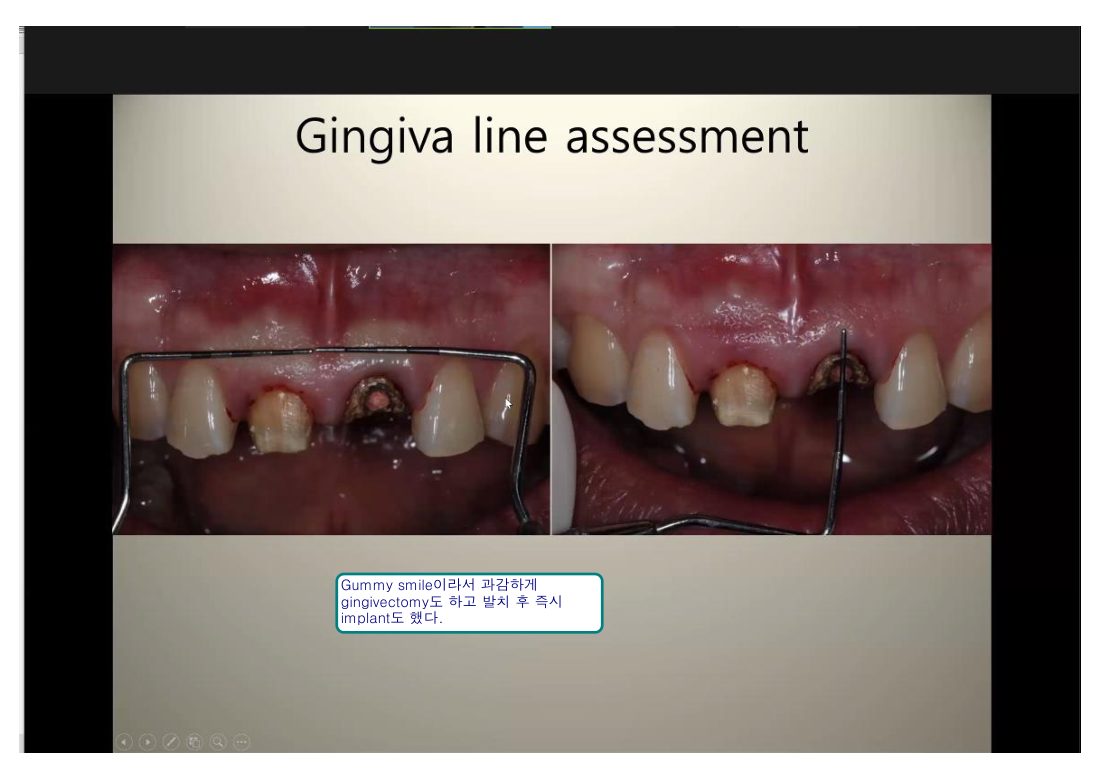 Gingiva line assessment
Gummy smile이라서 과감하게
gingivectomy도 하고 발치 후 즉시
implant도 했다.